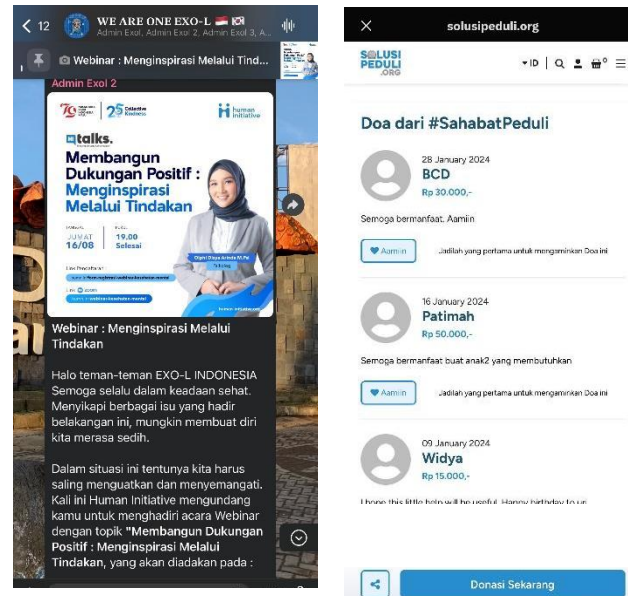 12
WE ARE ONE EXO-L
Admin Exol, Admin Exol 2, Admin Exol 3, A...
Webinar : Menginspirasi Melalui Tind...
Admin Exol 2
25
human
initiative
talks.
Membangun
Dukungan Positif :
Menginspirasi
Melalui Tindakan
JUMAT
16/08
19.00
Selesai
Webinar : Menginspirasi Melalui
Tindakan
Halo teman-teman EXO-L INDONESIA
Semoga selalu dalam keadaan sehat.
Menyikapi berbagai isu yang hadir
belakangan ini, mungkin membuat diri
kita merasa sedih.
Dalam situasi ini tentunya kita harus
saling menguatkan dan menyemangati.
Kali ini Human Initiative mengundang
kamu untuk menghadiri acara Webinar
dengan topik "Membangun Dukungan
Positif : Menginspirasi Melalui
Tindakan, yang akan diadakan pada :
solusipeduli.org
SOLUSI
PEDULI
.ORG
ID
0
Doa dari #SahabatPeduli
28 January 2024
BCD
Rp 30.000,-
Semoga bermanfaat. Aamiin
Aamiin
Jadilah yang pertama untuk mengaminkan Doa ini
16 January 2024
Patimah
Rp 50.000,-
Semoga bermanfaat buat anak2 yang membutuhkan
Aamiin
Jadilah yang pertama untuk mengaminkan Doa ini
09 January 2024
Widya
Rp 15.000,-
I hope this little help will be useful. Happy birthday to uri
Donasi Sekarang